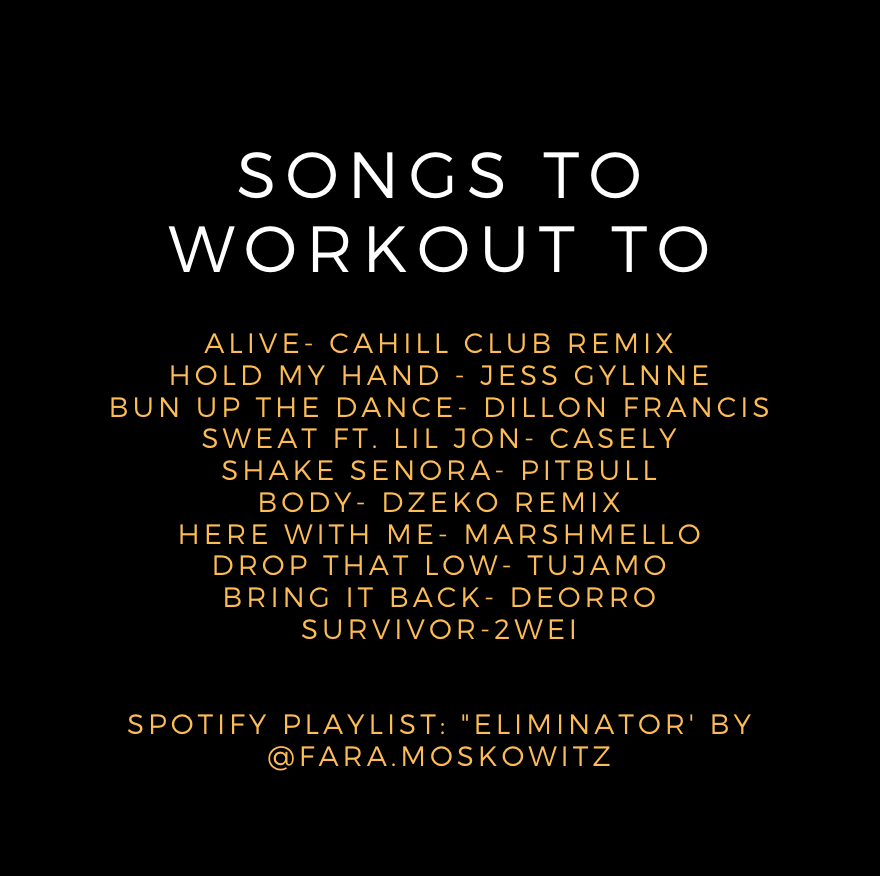 SONGS TO
WORKOUT TO
ALIVE- CAHILL CLUB REMIX
HOLD MY HAND - JESS GYLNNE
BUN UP THE DANCE- DILLON FRANCIS
SWEAT FT. LIL JON- CASELY
SHAKE SENORA- PITBULL
BODY- DZEKO REMIX
HERE WITH ME- MARSHMELLO
DROP THAT LOW- TUJAMO
BRING IT BACK- DEORRO
SURVIVOR-2WEI
SPOTIFY PLAYLIST: "ELIMINATOR' BY
@FARA.MOSKOWITZ